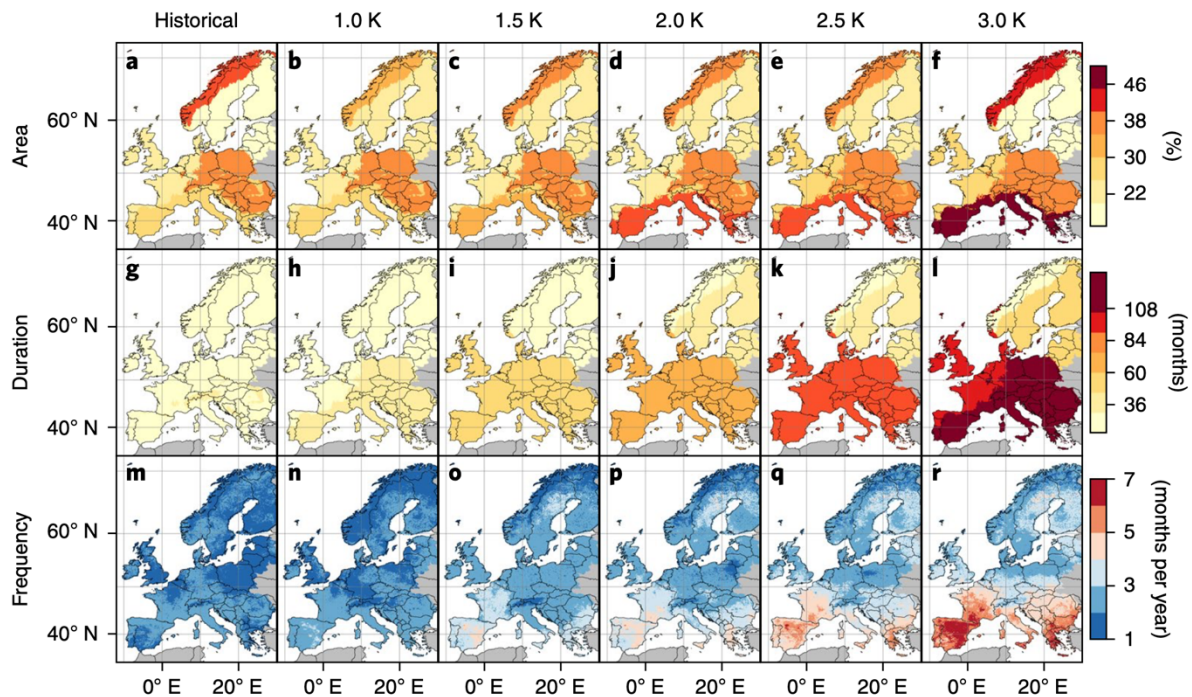 Historical 1.0 K 1.5 K 2.0 K 2.5 K 3.0 K
a b c d e f
Area
60° N
40° N
46
38
30
22
(%)
g h i j k l
Duration
60° N
40° N
108
84
60
36
(months)
m n o p q r
Frequency
60° N
40° N
7
5
3
1
(months per year)
0° E 20° E 0° E 20° E 0° E 20° E 0° E 20° E 0° E 20° E 0° E 20° E